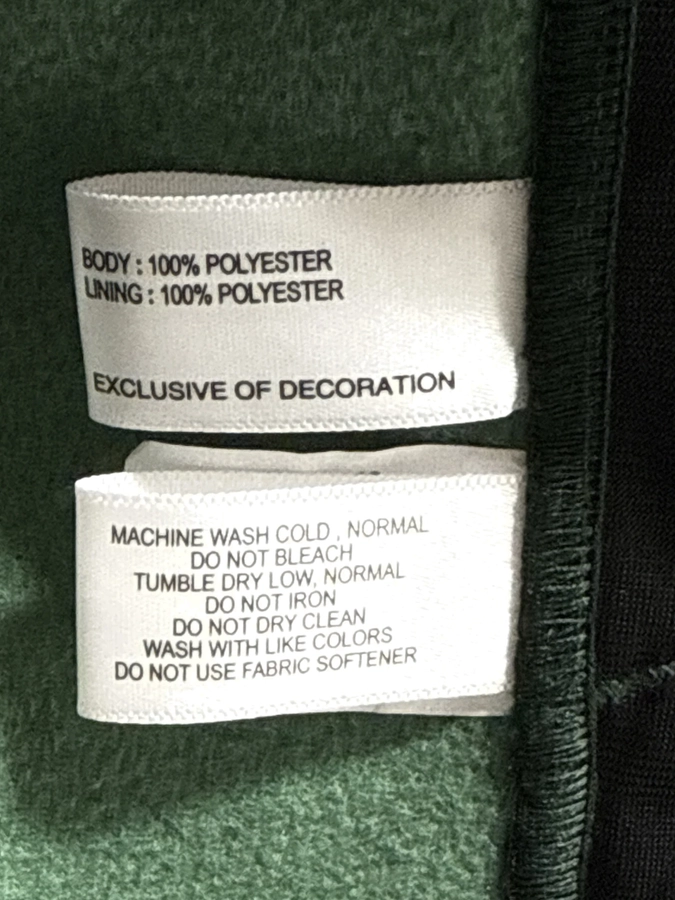 BODY : 100% POLYESTER
LINING : 100% POLYESTER
EXCLUSIVE OF DECORATION
MACHINE WASH COLD , NORMAL
DO NOT BLEACH
TUMBLE DRY LOW, NORMAL
DO NOT IRON
DO NOT DRY CLEAN
WASH WITH LIKE COLORS
DO NOT USE FABRIC SOFTENER